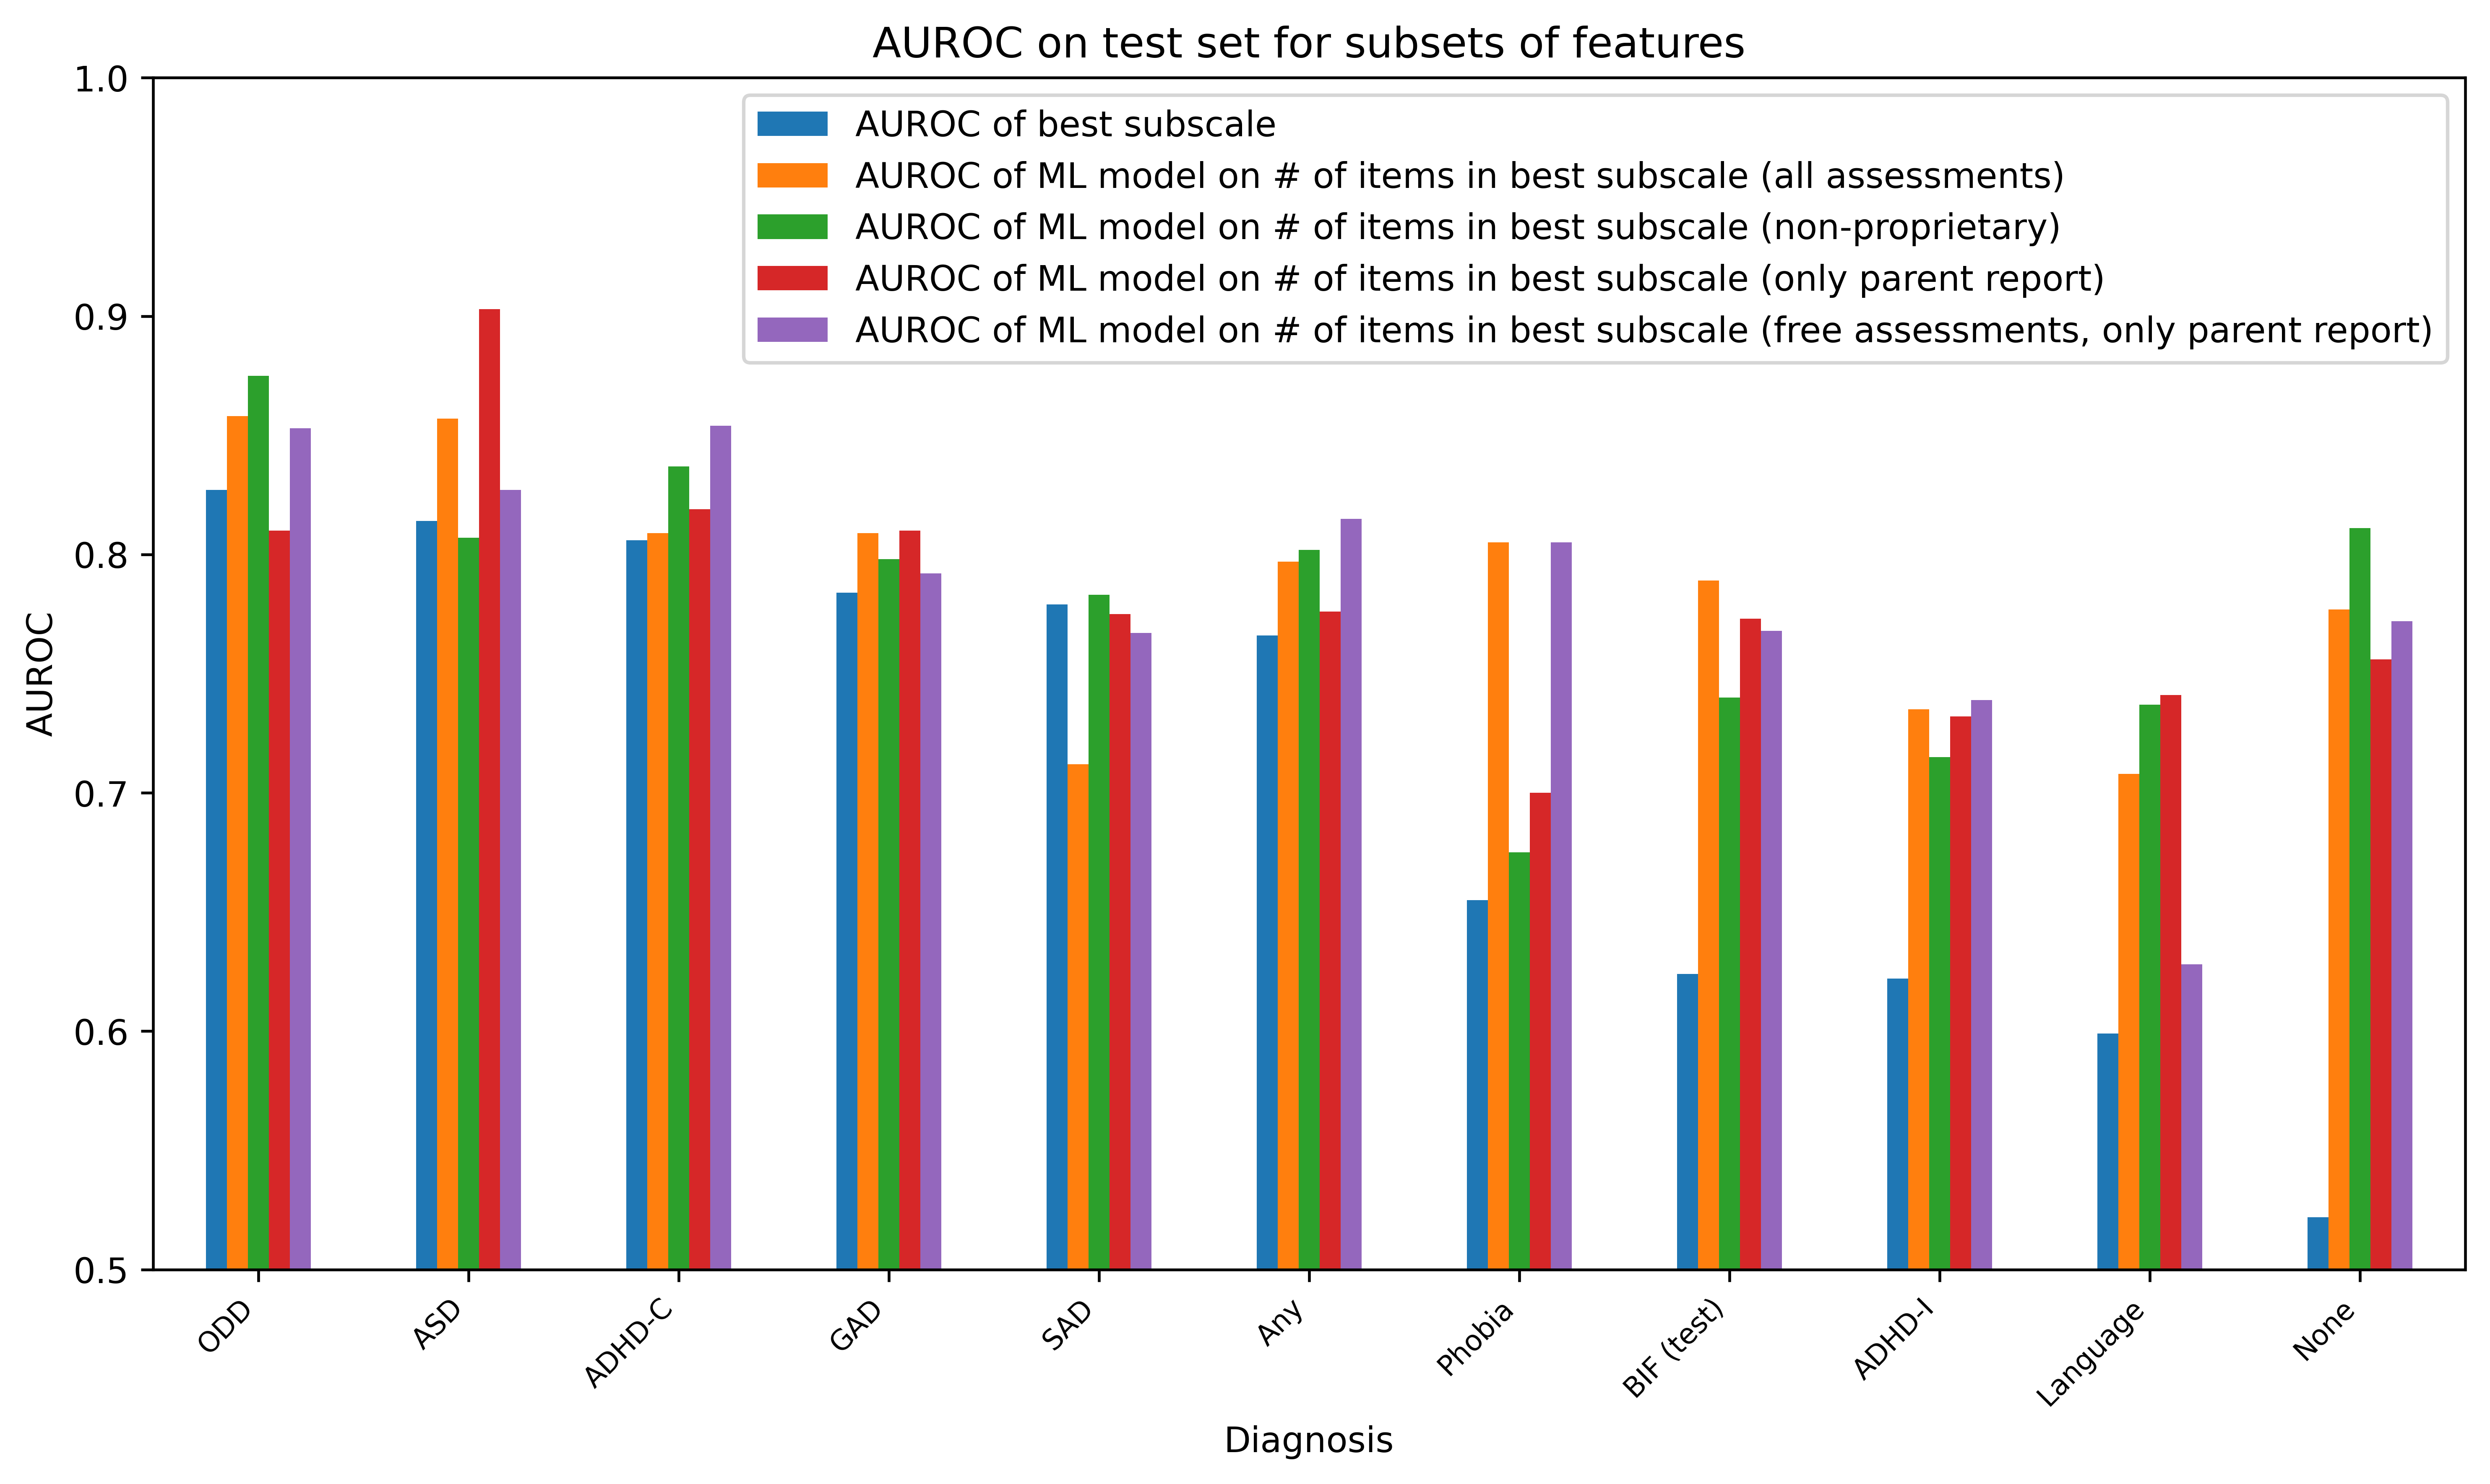 AUROC on test set for subsets of features
AUROC of best subscale
AUROC of ML model on # of items in best subscale (all assessments)
AUROC of ML model on # of items in best subscale (non-proprietary)
AUROC of ML model on # of items in best subscale (only parent report)
AUROC of ML model on # of items in best subscale (free assessments, only parent report)
AUROC
1.0
0.9
0.8
0.7
0.6
0.5
ODD
ASD
ADHD-C
GAD
SAD
Any
Phobia
BIF (test)
ADHD-I
Language
None
Diagnosis